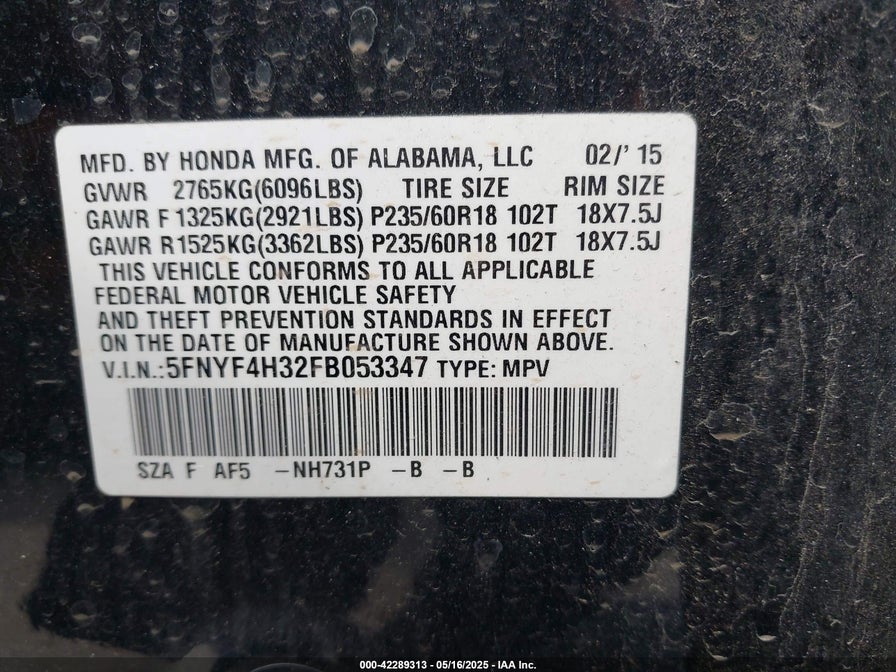 MFD. BY HONDA MFG. OF ALABAMA, LLC 02/' 15
GVWR 2765KG(6096LBS) TIRE SIZE RIM SIZE
GAWR F 1325KG(2921LBS) P235/60R18 102T 18X7.5J
GAWR R1525KG(3362LBS) P235/60R18 102T 18X7.5J
THIS VEHICLE CONFORMS TO ALL APPLICABLE
FEDERAL MOTOR VEHICLE SAFETY
AND THEFT PREVENTION STANDARDS IN EFFECT
ON THE DATE OF MANUFACTURE SHOWN ABOVE.
V.I.N.:5FNYF4H32FB053347 TYPE: MPV
SZA F AF5 -NH731P -B -B
000-42289313 - 05/16/2025 - IAA Inc.